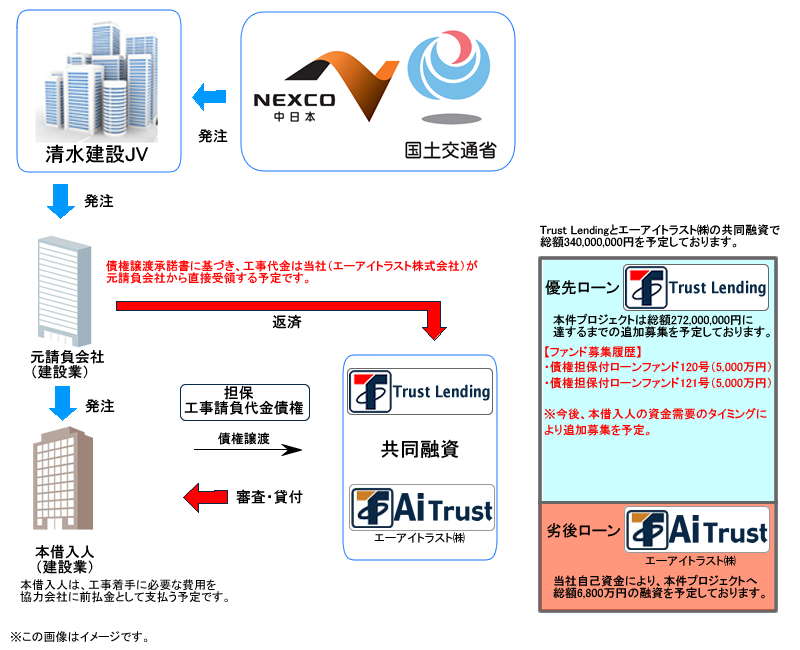 清水建設JV
NEXCO
中日本
国土交通省
発注
発注
債権譲渡承諾書に基づき、工事代金は当社（エーアイトラスト株式会社）が
元請負会社から直接受領する予定です。
返済
元請負会社
（建設業）
発注
担保
工事請負代金債権
債権譲渡
審査・貸付
Trust Lending
共同融資
Ai Trust
エーアイトラスト㈱
本借入人
（建設業）
本借入人は、工事着手に必要な費用を
協力会社に前払金として支払う予定です。
Trust Lendingとエーアイトラスト㈱の共同融資で
総額340,000,000円を予定しております。
優先ローン
Trust Lending
本件プロジェクトは総額272,000,000円に
達するまでの追加募集を予定しております。
【ファンド募集履歴】
・債権担保付ローンファンド120号（5,000万円）
・債権担保付ローンファンド121号（5,000万円）
※今後、本借入人の資金需要のタイミングに
より追加募集を予定。
劣後ローン
Ai Trust
エーアイトラスト㈱
当社自己資金により、本件プロジェクトへ
総額6,800万円の融資を予定しております。
※この画像はイメージです。